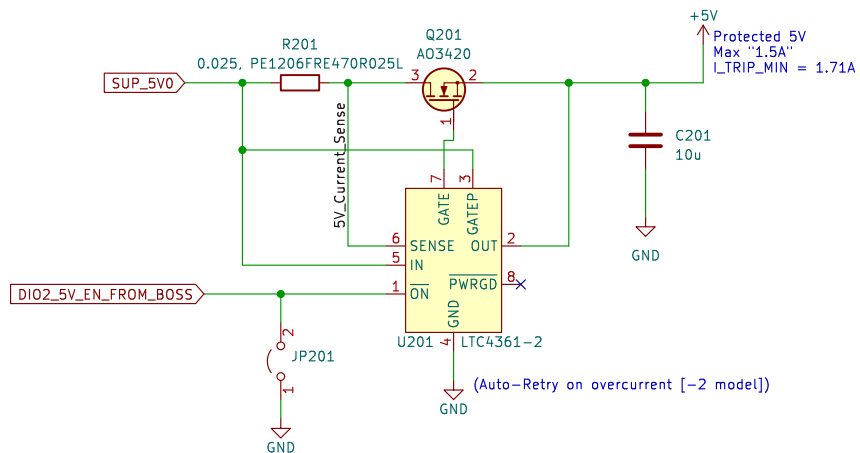 +5V
Q201
AO3420
Protected 5V
Max "1.5A"
I_TRIP_MIN = 1.71A
R201
0.025, PE1206FRE470R025L
SUP_5V0
3
2
1
5V_Current_Sense
C201
10u
7
3
GATE
GATEP
6
SENSE
OUT
2
5
IN
GND
PWRGD
8
DIO2_5V_EN_FROM_BOSS
1
ON
GND
2
JP201
1
4
U201
LTC4361-2
(Auto-Retry on overcurrent [-2 model])
GND
GND